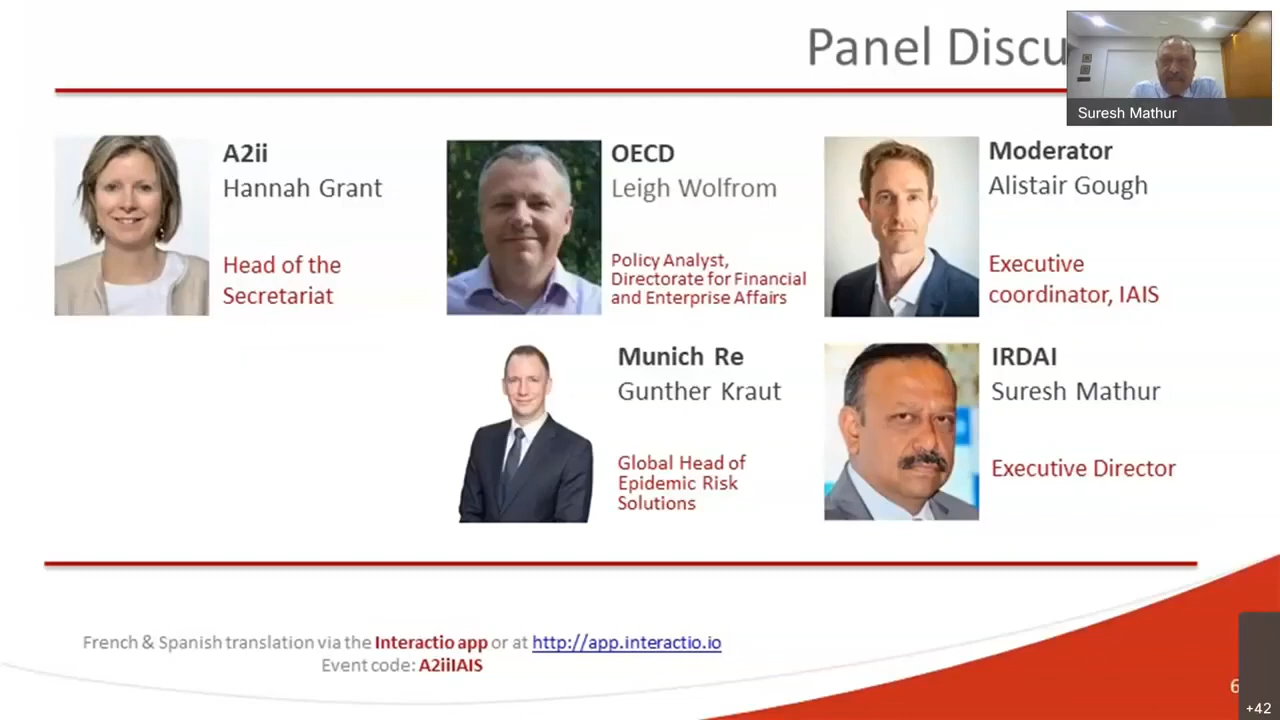 Panel Discu
Suresh Mathur
A2ii
Hannah Grant
Head of the
Secretariat
OECD
Leigh Wolfrom
Policy Analyst,
Directorate for Financial
and Enterprise Affairs
Moderator
Alistair Gough
Executive
coordinator, IAIS
Munich Re
Gunther Kraut
Global Head of
Epidemic Risk
Solutions
IRDAI
Suresh Mathur
Executive Director
French & Spanish translation via the Interactio app or at http://app.interactio.io
Event code: A2iiIAIS
6
+42